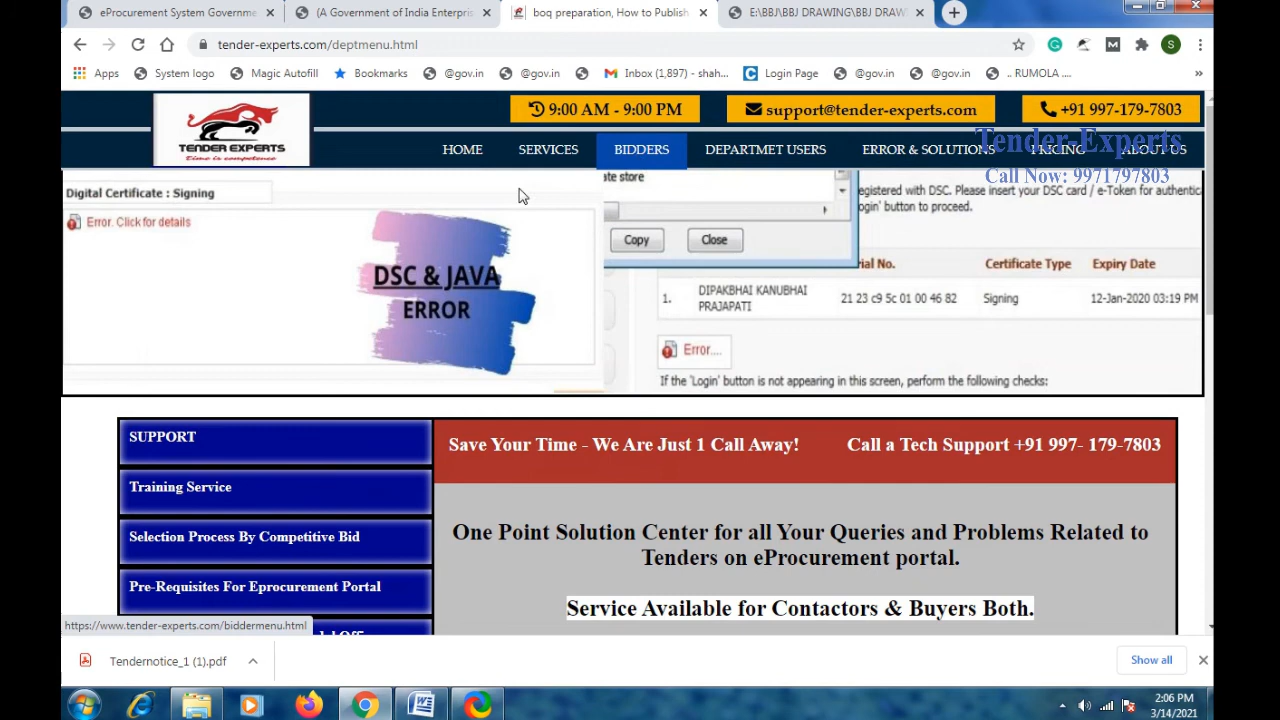 eProcurement System Governme
(A Government of India Enterpris
boq preparation, How to Publish
E:\BBJ\BBJ DRAWING\BBJ DRAW
tender-experts.com/deptmenu.html
S
Apps
System logo
Magic Autofill
Bookmarks
@gov.in
@gov.in
Inbox (1,897) - shah...
Login Page
@gov.in
@gov.in
.. RUMOLA ....
»
TENDER EXPERTS
Time is competence
9:00 AM - 9:00 PM
support@tender-experts.com
+91 997-179-7803
HOME
SERVICES
BIDDERS
DEPARTMET USERS
ERROR & SOLUTIONS
PRICING
ABOUT US
Tender-Experts
Call Now: 9971797803
Digital Certificate : Signing
Error. Click for details
DSC & JAVA
ERROR
ate store
Copy
Close
egistered with DSC. Please insert your DSC card / e-Token for authentica
ogin' button to proceed.
rial No.
Certificate Type
Expiry Date
1.
DIPAKBHAI KANUBHAI
PRAJAPATI
21 23 c9 5c 01 00 46 82
Signing
12-Jan-2020 03:19 PM
Error....
If the 'Login' button is not appearing in this screen, perform the following checks:
SUPPORT
Training Service
Selection Process By Competitive Bid
Pre-Requisites For Eprocurement Portal
Save Your Time - We Are Just 1 Call Away!
Call a Tech Support +91 997- 179-7803
One Point Solution Center for all Your Queries and Problems Related to
Tenders on eProcurement portal.
Service Available for Contactors & Buyers Both.
https://www.tender-experts.com/biddermenu.html
Tendernotice_1 (1).pdf
Show all
2:06 PM
3/14/2021